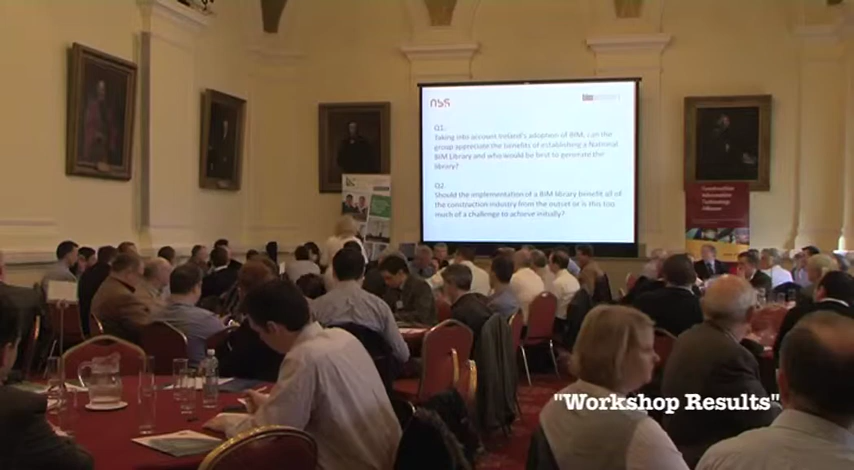 nbs
Q1.
Taking into account Ireland's adoption of BIM, can the
group appreciate the benefits of establishing a National
BIM Library and who would be best to generate the
library?
Q2.
Should the implementation of a BIM library benefit all of
the construction industry from the outset or is this too
much of a challenge to achieve initially?
Construction
Information
Technology
Alliance
"Workshop Results"